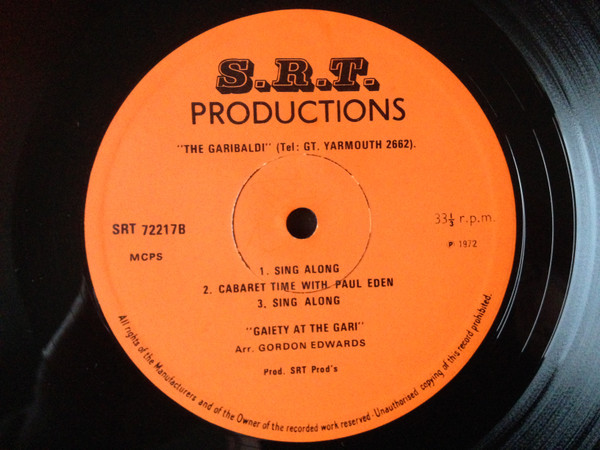 S.R.T.
PRODUCTIONS
"THE GARIBALDI" (Tel: GT. YARMOUTH 2662).
SRT 72217B
33⅓ r.p.m.
MCPS
P 1972
1. SING ALONG
2. CABARET TIME WITH PAUL EDEN
3. SING ALONG
"GAIETY AT THE GARI"
Arr. GORDON EDWARDS
Prod. SRT Prod's
All rights of the Manufacturers and of the Owner of the recorded work reserved·Unauthorised copying of this record prohibited.